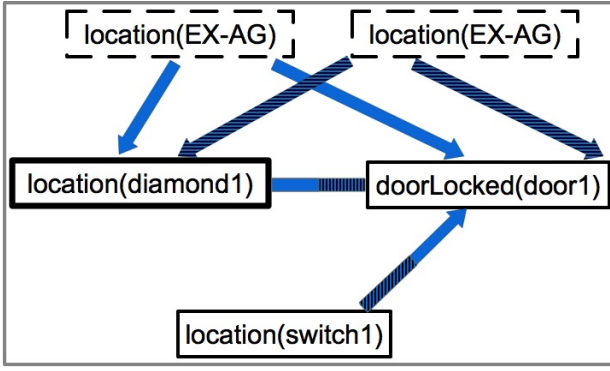 location(EX-AG)
location(EX-AG)
location(diamond1)
doorLocked(door1)
location(switch1)